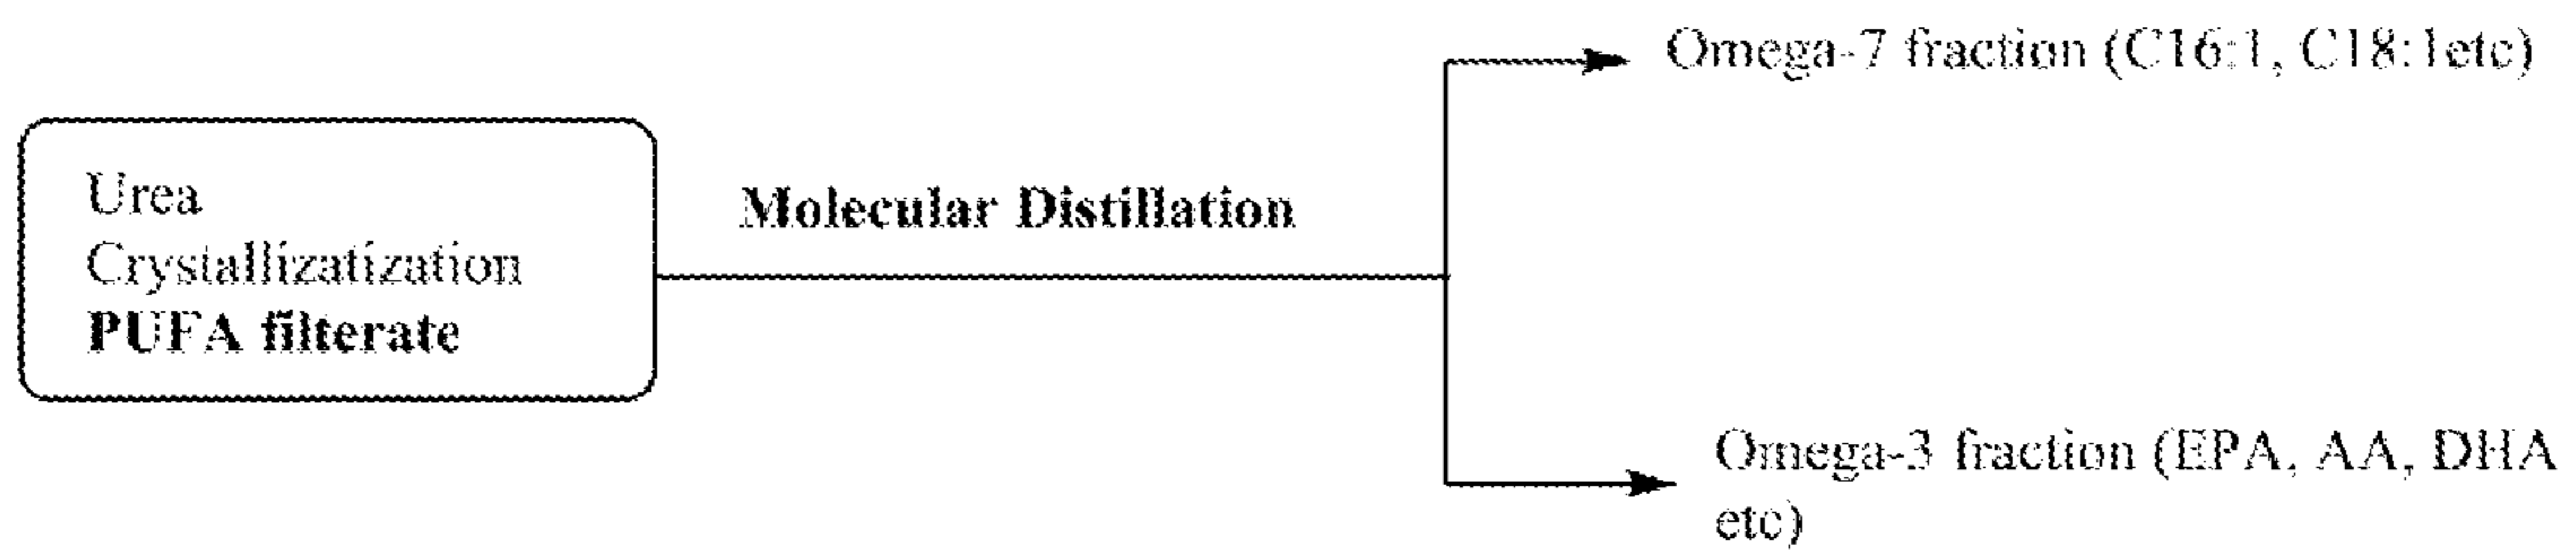 Omega-7 fraction (C16:1, C18:1etc)
Urea
Crystallizatization
PUFA filterate
Molecular Distillation
Omega-3 fraction (EPA, AA, DHA
etc)